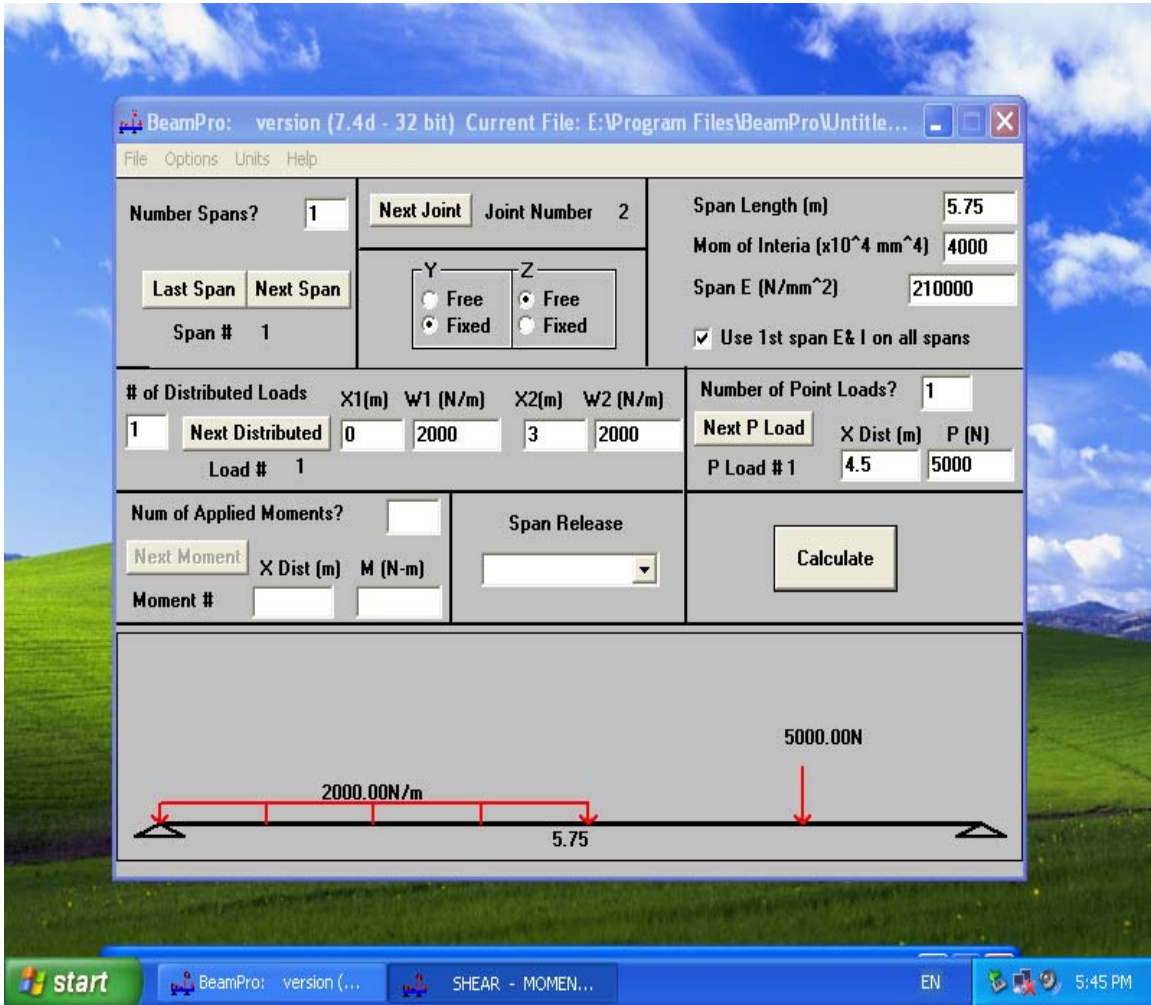 BeamPro: version (7.4d - 32 bit) Current File: E:\Program Files\BeamPro\Untitle...
File Options Units Help
Number Spans? 1
Last Span Next Span
Span # 1
Next Joint Joint Number 2
Y Z
Free Free
Fixed Fixed
Span Length (m) 5.75
Mom of Interia (x10^4 mm^4) 4000
Span E (N/mm^2) 210000
Use 1st span E& I on all spans
# of Distributed Loads X1(m) W1 (N/m) X2(m) W2 (N/m)
1 Next Distributed 0 2000 3 2000
Load # 1
Number of Point Loads? 1
Next P Load X Dist (m) P (N)
P Load # 1 4.5 5000
Num of Applied Moments?
Next Moment X Dist (m) M (N-m)
Moment #
Span Release
Calculate
5000.00N
2000.00N/m
5.75
start BeamPro: version (... SHEAR - MOMEN... EN 5:45 PM